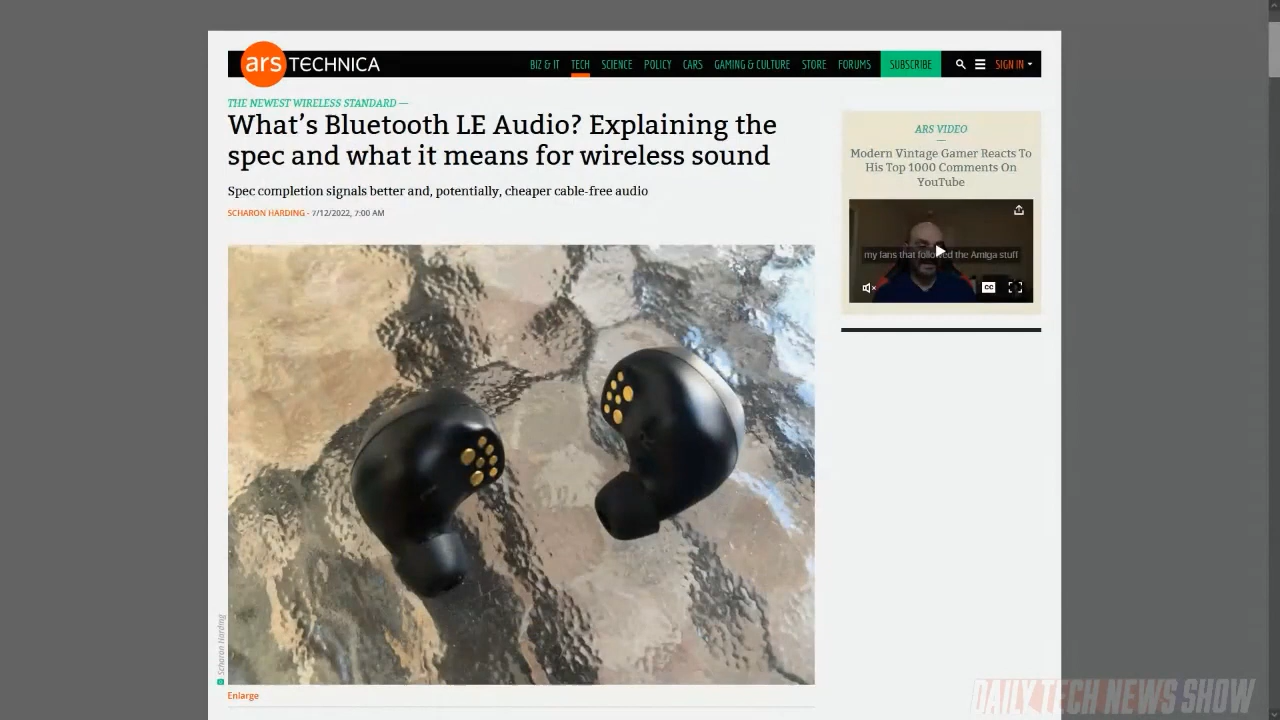 ars TECHNICA
BIZ & IT TECH SCIENCE POLICY CARS GAMING & CULTURE STORE FORUMS SUBSCRIBE SIGN IN
THE NEWEST WIRELESS STANDARD —
What’s Bluetooth LE Audio? Explaining the
spec and what it means for wireless sound
Spec completion signals better and, potentially, cheaper cable-free audio
SCHARON HARDING - 7/12/2022, 7:00 AM
Scharon Harding
Enlarge
ARS VIDEO
Modern Vintage Gamer Reacts To
His Top 1000 Comments On
YouTube
my fans that followed the Amiga stuff
CC
DAILY TECH NEWS SHOW